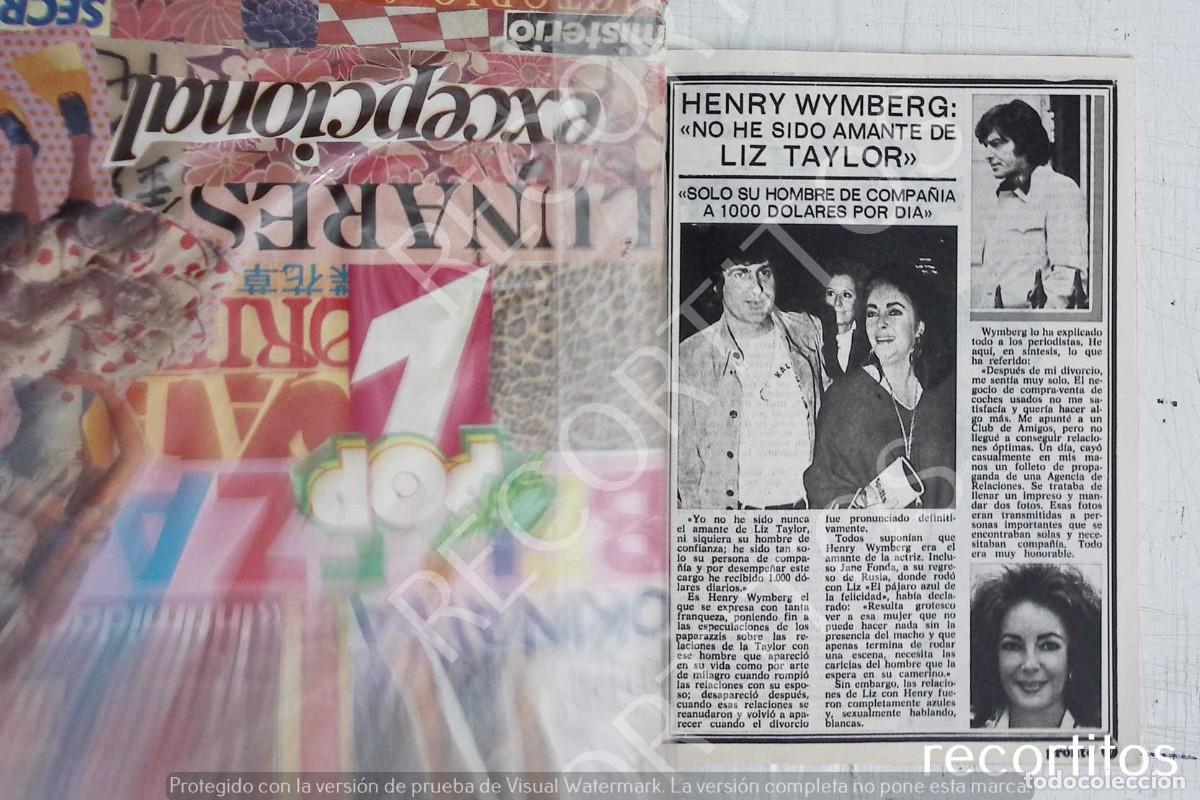 SECR
misterio
excepcional
LUNARES
1
HENRY WYMBERG:
«NO HE SIDO AMANTE DE
LIZ TAYLOR»
«SOLO SU HOMBRE DE COMPAÑIA
A 1000 DOLARES POR DIA»
«Yo no he sido nunca
el amante de Liz Taylor,
ni siquiera su hombre de
confianza; he sido tan so-
lo su persona de compa-
ñía y por desempeñar este
cargo he recibido 1.000 dó-
lares diarios.»
Es Henry Wymberg el
que se expresa con tanta
franqueza, poniendo fin a
las especulaciones de los
paparazzis sobre las re-
laciones de la Taylor con
ese hombre que apareció
en su vida como por arte
de milagro cuando rompió
las relaciones con su espo-
so; desapareció después,
cuando esas relaciones se
reanudaron y volvió a apa-
recer cuando el divorcio
fue pronunciado definiti-
vamente.
Todos suponían que
Henry Wymberg era el
amante de la actriz. Inclu-
so Jane Fonda, a su regre-
so de Rusia, donde rodó
con Liz «El pájaro azul de
la felicidad», había decla-
rado: «Resulta grotesco
ver a esa mujer que no
puede hacer nada sin la
presencia del macho y que
apenas termina de rodar
una escena, necesita las
caricias del hombre que la
espera en su camerino.»
Sin embargo, las relacio-
nes de Liz con Henry fue-
ron completamente azules
y, sexualmente hablando,
blancas.
Wymberg lo ha explicado
todo a los periodistas. He
aquí, en síntesis, lo que
ha referido:
«Después de mi divorcio,
me sentía muy solo. El ne-
gocio de compra-venta de
coches usados no me sa-
tisfacía y quería hacer al-
go más. Me apunté a un
Club de Amigos, pero no
llegué a conseguir relacio-
nes óptimas. Un día, cayó
casualmente en mis ma-
nos un folleto de propa-
ganda de una Agencia de
Relaciones. Se trataba de
llenar un impreso y man-
dar dos fotos. Esas fotos
eran transmitidas a per-
sonas importantes que se
encontraban solas y nece-
sitaban compañía. Todo
era muy honorable.
recortitos
todocoleccion
Protegido con la versión de prueba de Visual Watermark. La versión completa no pone esta marca.